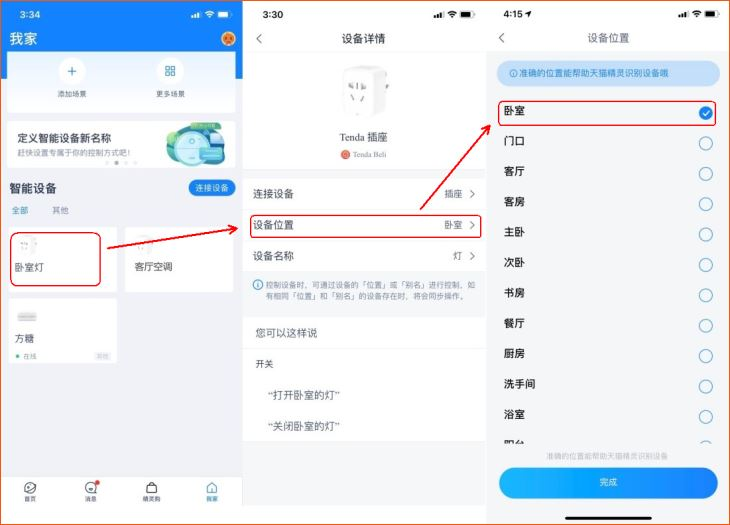 3:34
我家
添加场景
更多场景
定义智能设备新名称
赶快设置专属于你的控制方式吧!
智能设备
连接设备
全部
其他
卧室灯
客厅空调
方糖
在线
其他
首页
消息
精灵购
我家
3:30
设备详情
Tenda 插座
Tenda Beli
连接设备
插座
设备位置
卧室
设备名称
灯
控制设备时、可通过设备的「位置」或「别名」进行控制,如
有相同「位置」和「别名」的设备存在时、将会同步操作。
您可以这样说
开关
“打开卧室的灯”
“关闭卧室的灯”
4:15
设备位置
准确的位置能帮助天猫精灵识别设备哦
卧室
门口
客厅
客房
主卧
次卧
书房
餐厅
厨房
洗手间
浴室
阳台
准确的位置能帮助天猫精灵识别设备
完成